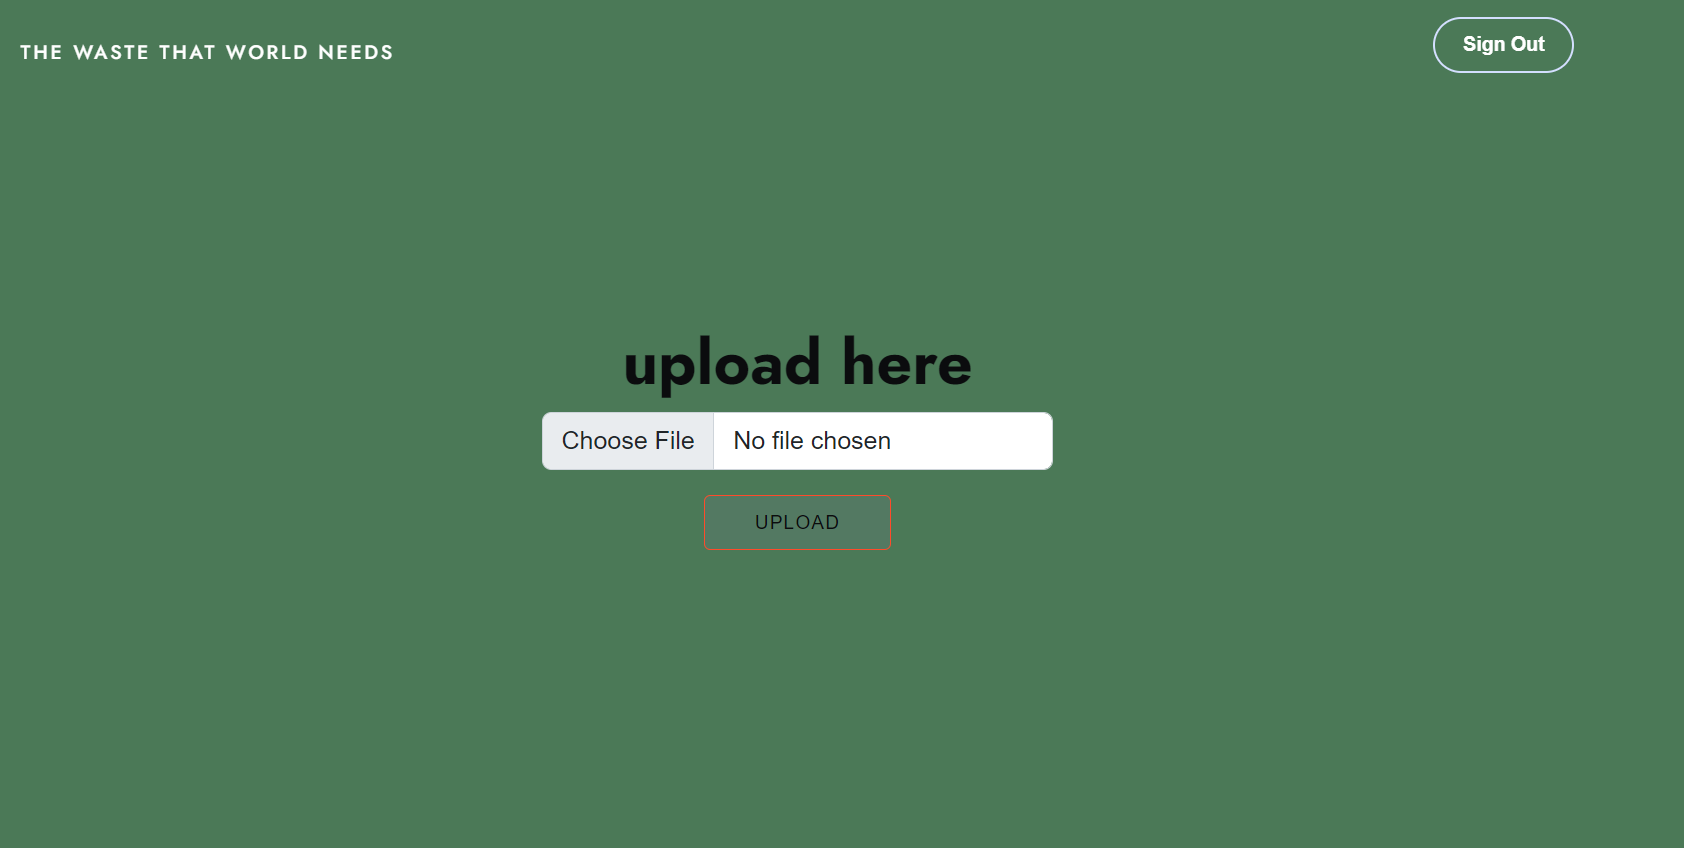 THE WASTE THAT WORLD NEEDS
Sign Out
upload here
Choose File No file chosen
UPLOAD